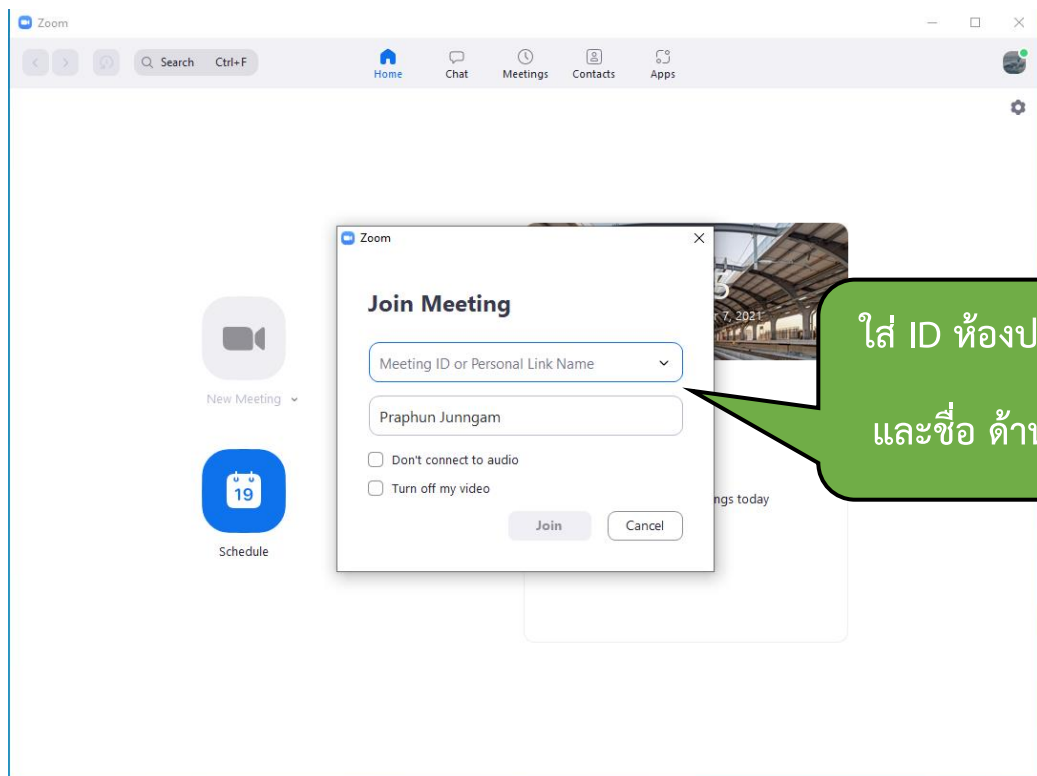 Zoom
Search Ctrl+F
Home
Chat
Meetings
Contacts
Apps
Zoom
Join Meeting
Meeting ID or Personal Link Name
Praphun Junngam
Don't connect to audio
Turn off my video
Join
Cancel
New Meeting
19
Schedule
5
7, 2021
ngs today
ใส่ ID ห้องป
และชื่อ ด้าน